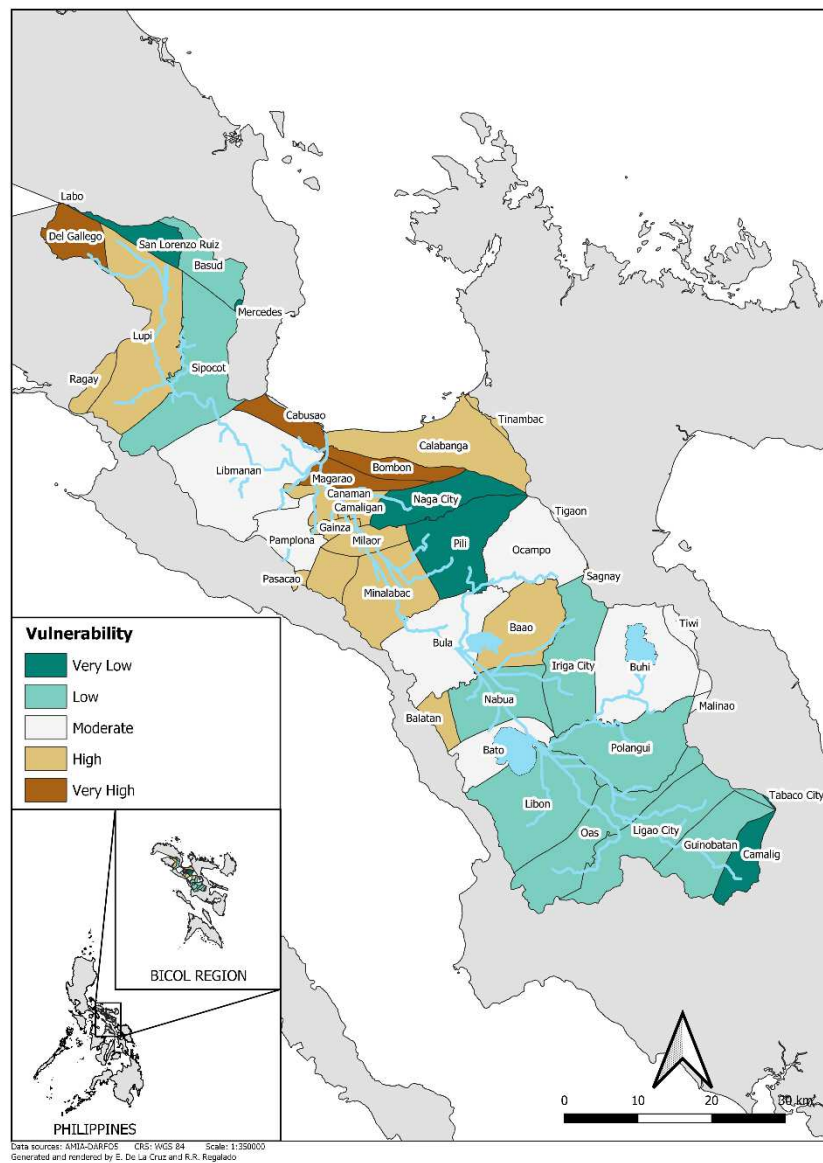 Labo
Del Gallego
San Lorenzo Ruiz
Basud
Mercedes
Lupi
Sipocot
Ragay
Cabusao
Tinambac
Calabanga
Libmanan
Bombon
Magarao
Canaman
Naga City
Camaligan
Gainza
Tigaon
Pamplona
Milaor
Pili
Ocampo
Pasacao
Sagnay
Minalabac
Baao
Tiwi
Bula
Iriga City
Buhi
Nabua
Malinao
Balatan
Bato
Polangui
Tabaco City
Libon
Oas
Ligao City
Guinobatan
Camalig
Vulnerability
Very Low
Low
Moderate
High
Very High
BICOL REGION
PHILIPPINES
0 10 20 30 km
Data sources: AMIA-DARFO5 CRS: WGS 84 Scale: 1:350000
Generated and rendered by E. De La Cruz and R.R. Regalado